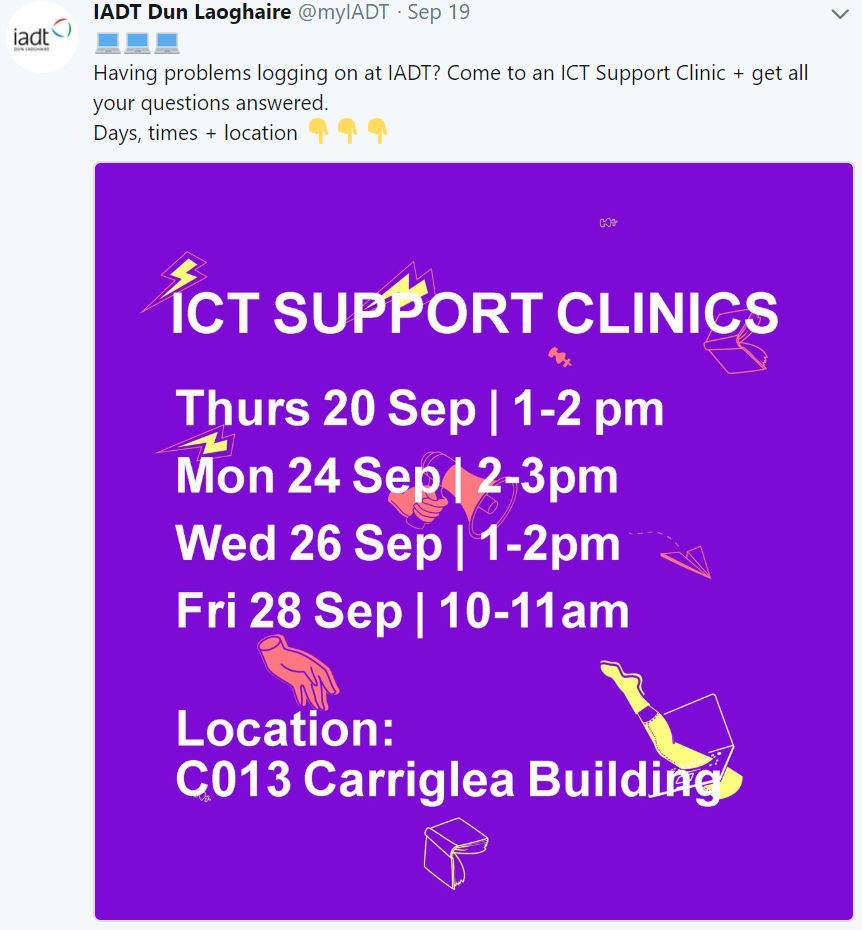 IADT Dun Laoghaire @myIADT · Sep 19
iadt
DUN LAOGHAIRE
💻💻💻
Having problems logging on at IADT? Come to an ICT Support Clinic + get all
your questions answered.
Days, times + location 👇👇👇
ICT SUPPORT CLINICS
Thurs 20 Sep | 1-2 pm
Mon 24 Sep | 2-3pm
Wed 26 Sep | 1-2pm
Fri 28 Sep | 10-11am
Location:
C013 Carriglea Building